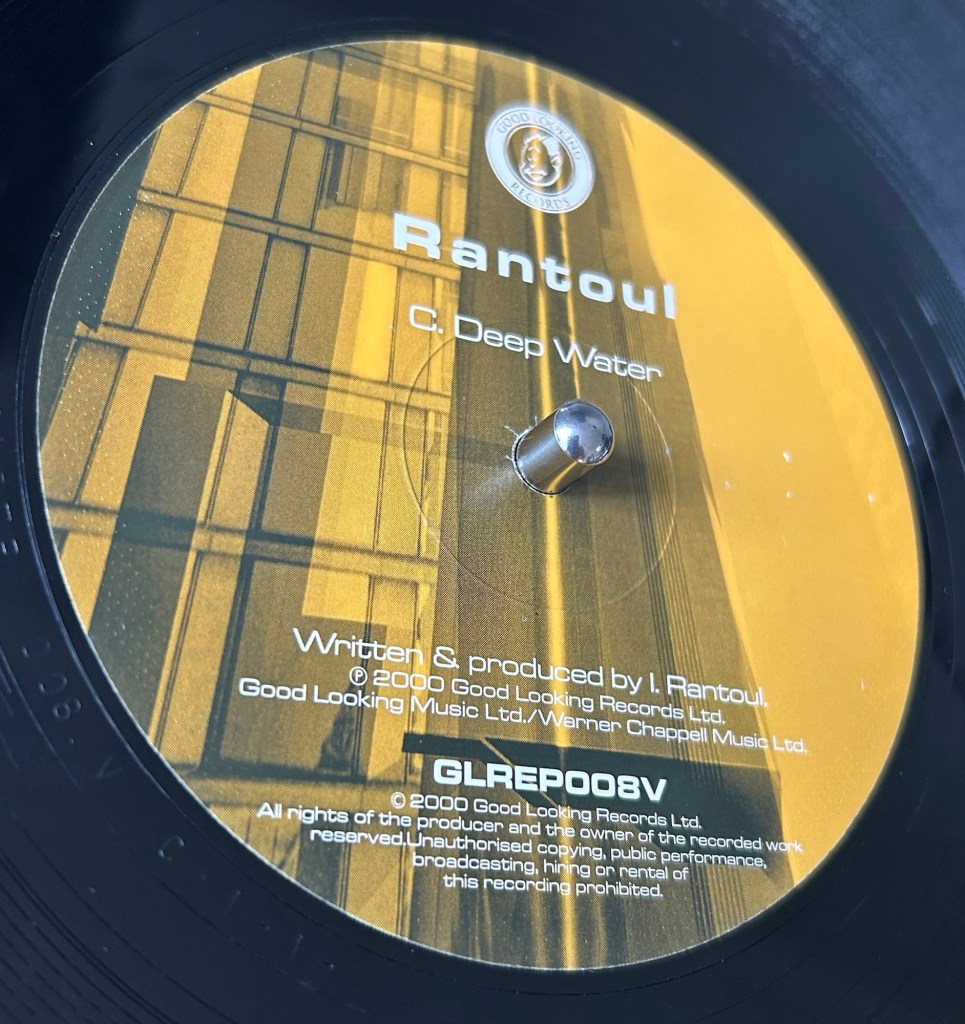 GOOD LOOKING
RECORDS
Rantoul
C. Deep Water
Written & produced by I. Rantoul.
℗ 2000 Good Looking Records Ltd.
Good Looking Music Ltd./Warner Chappell Music Ltd.
GLREP008V
© 2000 Good Looking Records Ltd.
All rights of the producer and the owner of the recorded work
reserved.Unauthorised copying, public performance,
broadcasting, hiring or rental of
this recording prohibited.